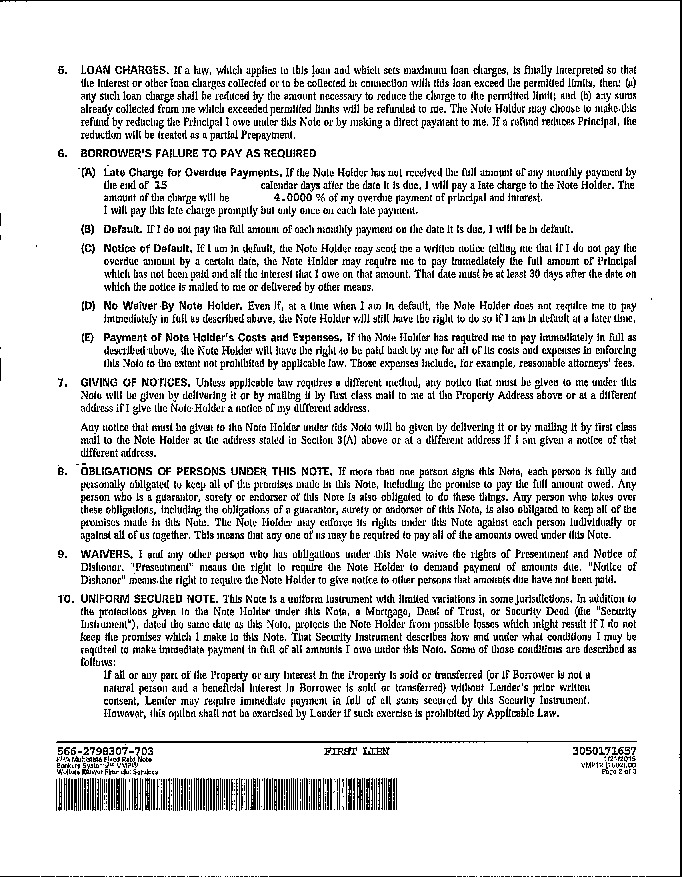 5. LOAN CHARGES. If a law, which applies to this loan and which sets maximum loan charges, is finally interpreted so that
the interest or other loan charges collected or to be collected in connection with this loan exceed the permitted limits, then: (a)
any such loan charge shall be reduced by the amount necessary to reduce the charge to the permitted limit; and (b) any sums
already collected from me which exceeded permitted limits will be refunded to me. The Note Holder may choose to make this
refund by reducing the Principal I owe under this Note or by making a direct payment to me. If a refund reduces Principal, the
reduction will be treated as a partial Prepayment.
6. BORROWER'S FAILURE TO PAY AS REQUIRED
(A) Late Charge for Overdue Payments. If the Note Holder has not received the full amount of any monthly payment by
the end of 15 calendar days after the date it is due, I will pay a late charge to the Note Holder. The
amount of the charge will be 4.0000 % of my overdue payment of principal and interest.
I will pay this late charge promptly but only once on each late payment.
(B) Default. If I do not pay the full amount of each monthly payment on the date it is due, I will be in default.
(C) Notice of Default. If I am in default, the Note Holder may send me a written notice telling me that if I do not pay the
overdue amount by a certain date, the Note Holder may require me to pay immediately the full amount of Principal
which has not been paid and all the interest that I owe on that amount. That date must be at least 30 days after the date on
which the notice is mailed to me or delivered by other means.
(D) No Waiver By Note Holder. Even if, at a time when I am in default, the Note Holder does not require me to pay
immediately in full as described above, the Note Holder will still have the right to do so if I am in default at a later time.
(E) Payment of Note Holder's Costs and Expenses. If the Note Holder has required me to pay immediately in full as
described above, the Note Holder will have the right to be paid back by me for all of its costs and expenses in enforcing
this Note to the extent not prohibited by applicable law. Those expenses include, for example, reasonable attorneys' fees.
7. GIVING OF NOTICES. Unless applicable law requires a different method, any notice that must be given to me under this
Note will be given by delivering it or by mailing it by first class mail to me at the Property Address above or at a different
address if I give the Note Holder a notice of my different address.
Any notice that must be given to the Note Holder under this Note will be given by delivering it or by mailing it by first class
mail to the Note Holder at the address stated in Section 3(A) above or at a different address if I am given a notice of that
different address.
8. OBLIGATIONS OF PERSONS UNDER THIS NOTE. If more than one person signs this Note, each person is fully and
personally obligated to keep all of the promises made in this Note, including the promise to pay the full amount owed. Any
person who is a guarantor, surety or endorser of this Note is also obligated to do these things. Any person who takes over
these obligations, including the obligations of a guarantor, surety or endorser of this Note, is also obligated to keep all of the
promises made in this Note. The Note Holder may enforce its rights under this Note against each person individually or
against all of us together. This means that any one of us may be required to pay all of the amounts owed under this Note.
9. WAIVERS. I and any other person who has obligations under this Note waive the rights of Presentment and Notice of
Dishonor. "Presentment" means the right to require the Note Holder to demand payment of amounts due. "Notice of
Dishonor" means the right to require the Note Holder to give notice to other persons that amounts due have not been paid.
10. UNIFORM SECURED NOTE. This Note is a uniform instrument with limited variations in some jurisdictions. In addition to
the protections given to the Note Holder under this Note, a Mortgage, Deed of Trust, or Security Deed (the "Security
Instrument"), dated the same date as this Note, protects the Note Holder from possible losses which might result if I do not
keep the promises which I make in this Note. That Security Instrument describes how and under what conditions I may be
required to make immediate payment in full of all amounts I owe under this Note. Some of those conditions are described as
follows:
If all or any part of the Property or any Interest in the Property is sold or transferred (or if Borrower is not a
natural person and a beneficial interest in Borrower is sold or transferred) without Lender's prior written
consent, Lender may require immediate payment in full of all sums secured by this Security Instrument.
However, this option shall not be exercised by Lender if such exercise is prohibited by Applicable Law.
566-2798307-703 FIRST LIEN 3050171657
FHA Multistate Fixed Rate Note
Bankers Systems™ VMP®
Wolters Kluwer Financial Services
Page 2 of 3